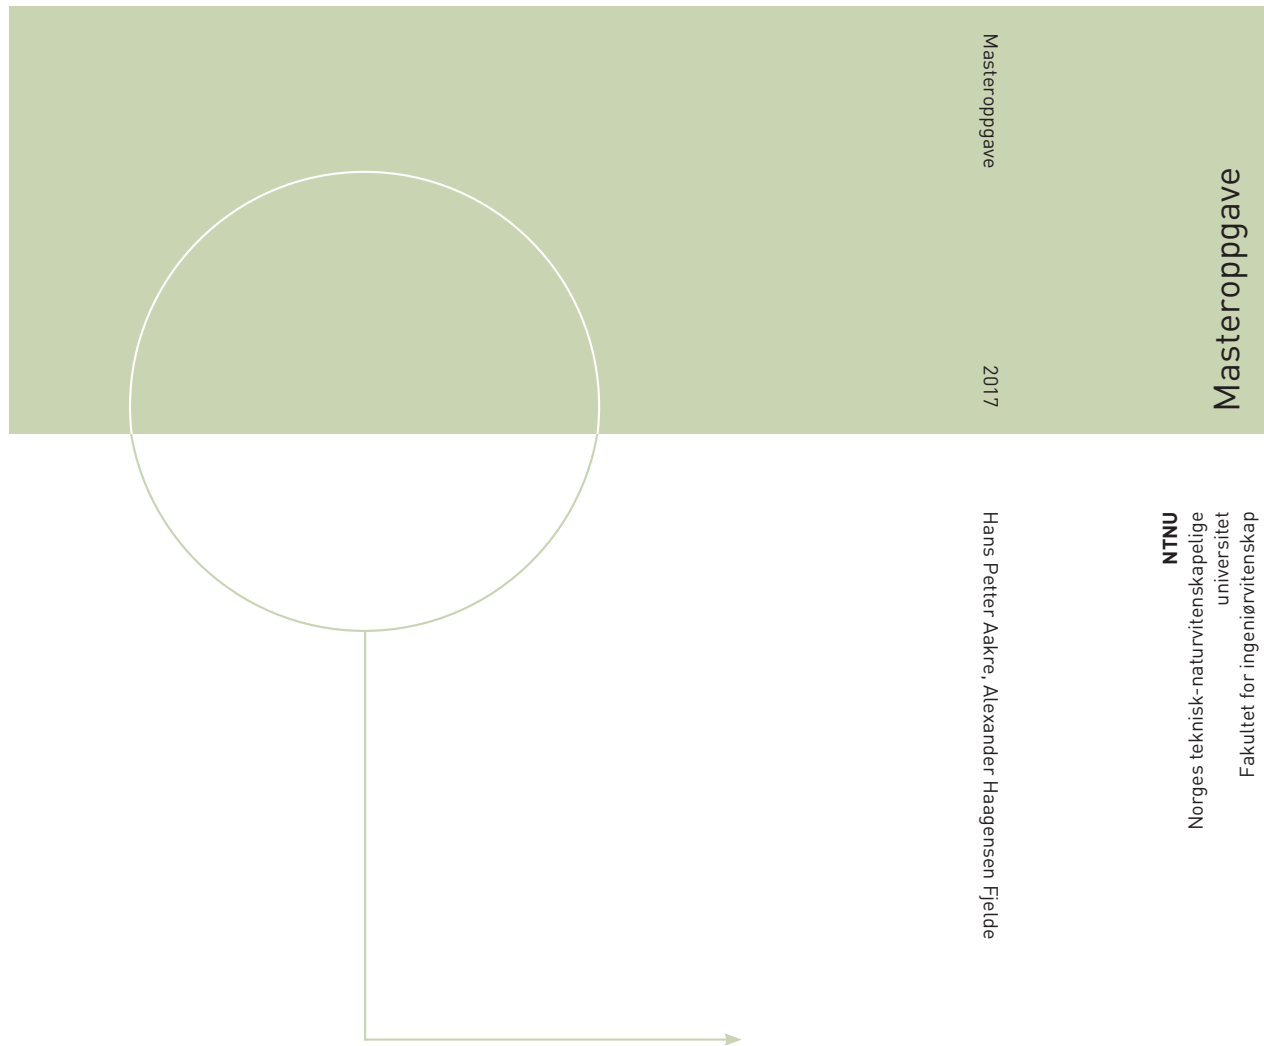 Masteroppgave
2017
Hans Petter Aakre, Alexander Haagensen Fjelde
Masteroppgave
NTNU
Norges teknisk-naturvitenskapelige
universitet
Fakultet for ingeniørvitenskap